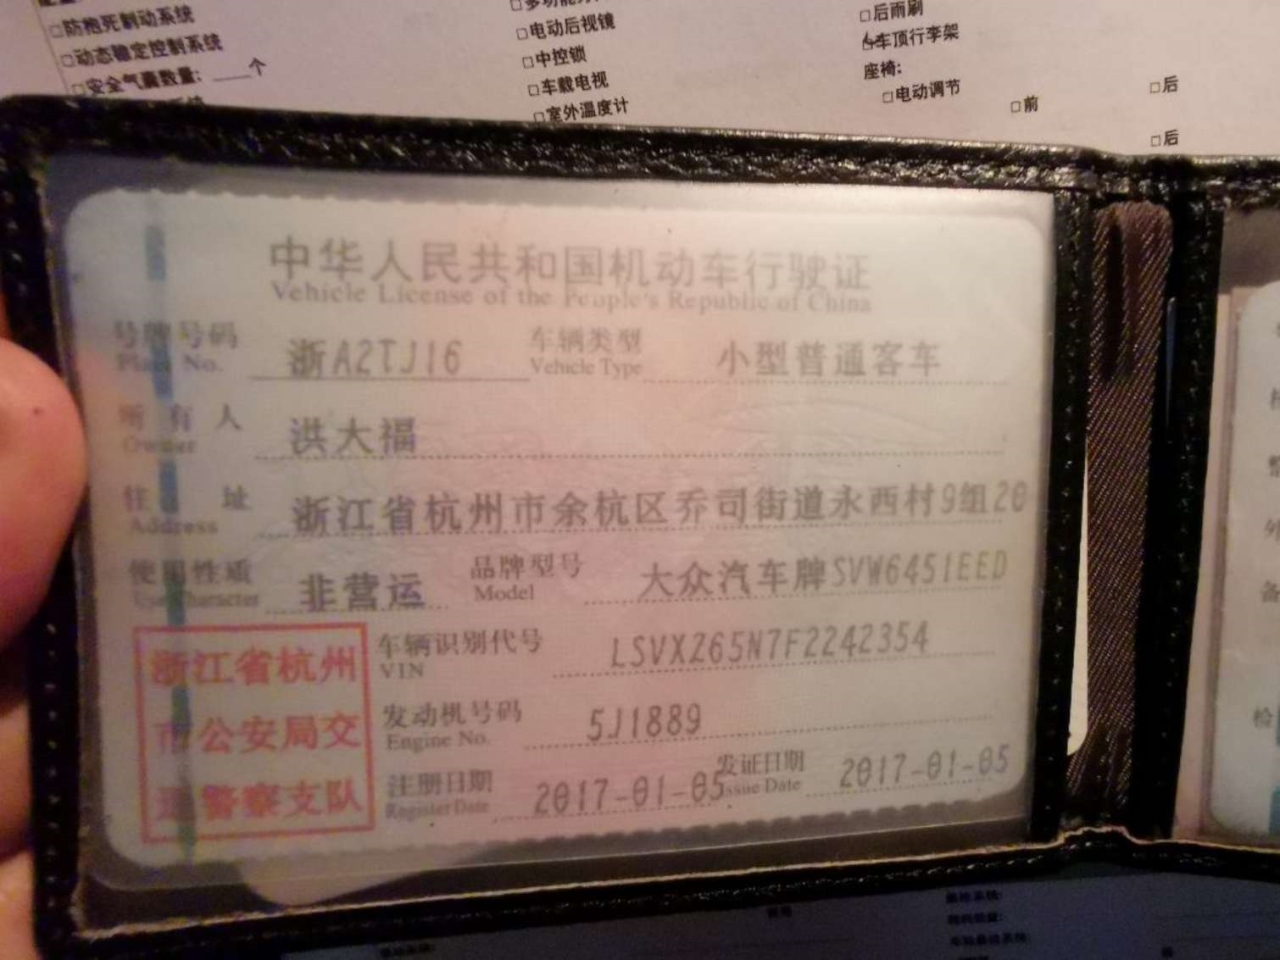 □防抱死制动系统
□动态稳定控制系统
□安全气囊数量：____个
□电动后视镜
□中控锁
□车载电视
□室外温度计
□后雨刷
□车顶行李架
座椅：
□电动调节
□前
□后
□后
中华人民共和国机动车行驶证
Vehicle License of the People's Republic of China
号牌号码 浙A2TJ16 车辆类型 小型普通客车
Plate No. Vehicle Type
所有人 洪大福
Owner
住址 浙江省杭州市余杭区乔司街道永西村9组20
Address
使用性质 非营运 品牌型号 大众汽车牌SVW6451EED
Use Character Model
浙江省杭州
市公安局交
通警察支队
车辆识别代号 LSVXZ65N7F2242354
VIN
发动机号码 5J1889
Engine No.
注册日期 2017-01-05 发证日期 2017-01-05
Register Date Issue Date